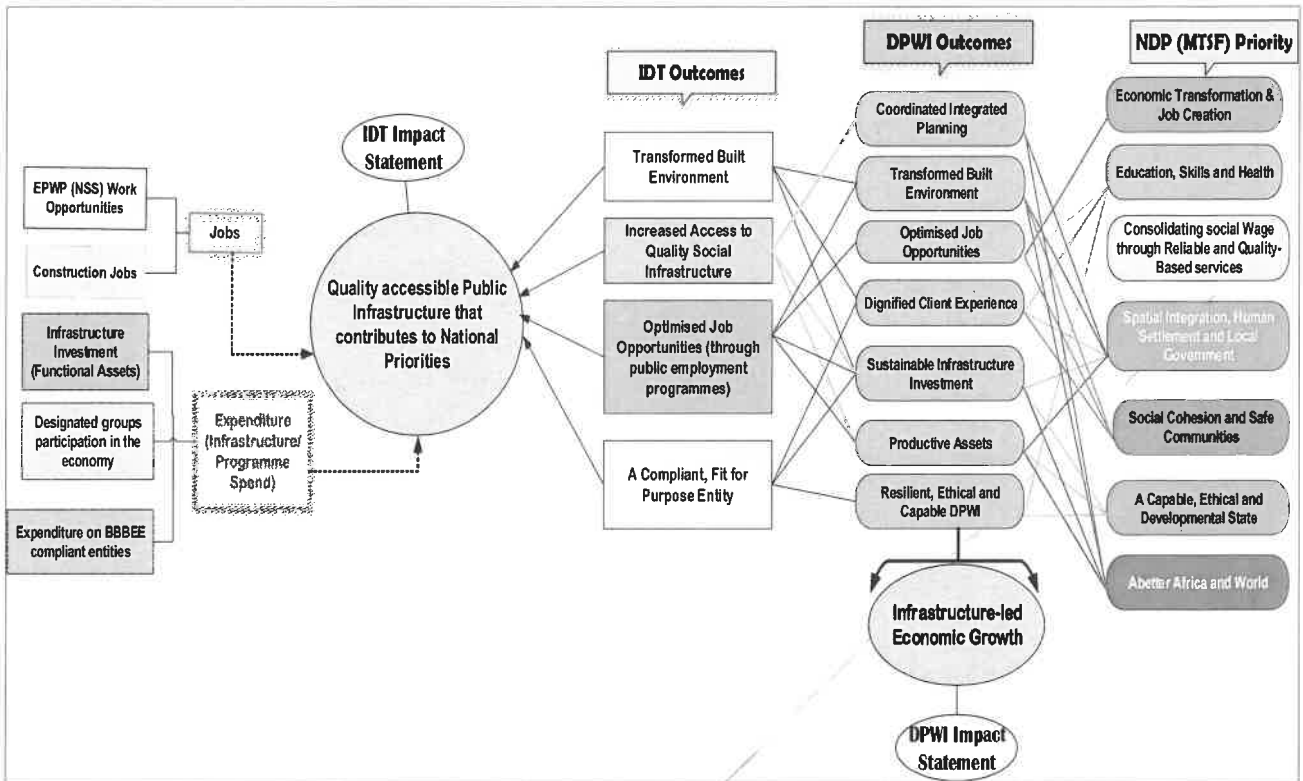 IDT Impact
Statement
EPWP (NSS) Work
Opportunities
Construction Jobs
Jobs
Infrastructure
Investment
(Functional Assets)
Designated groups
participation in the
economy
Expenditure on BBBEE
compliant entities
Expenditure
(Infrastructure/
Programme
Spend)
Quality accessible Public
Infrastructure that
contributes to National
Priorities
IDT Outcomes
Transformed Built
Environment
Increased Access to
Quality Social
Infrastructure
Optimised Job
Opportunities (through
public employment
programmes)
A Compliant, Fit for
Purpose Entity
DPWI Outcomes
Coordinated Integrated
Planning
Transformed Built
Environment
Optimised Job
Opportunities
Dignified Client Experience
Sustainable Infrastructure
Investment
Productive Assets
Resilient, Ethical and
Capable DPWI
Infrastructure-led
Economic Growth
DPWI Impact
Statement
NDP (MTSF) Priority
Economic Transformation &
Job Creation
Education, Skills and Health
Consolidating social Wage
through Reliable and Quality-
Based services
Spatial Integration, Human
Settlement and Local
Government
Social Cohesion and Safe
Communities
A Capable, Ethical and
Developmental State
Abetter Africa and World